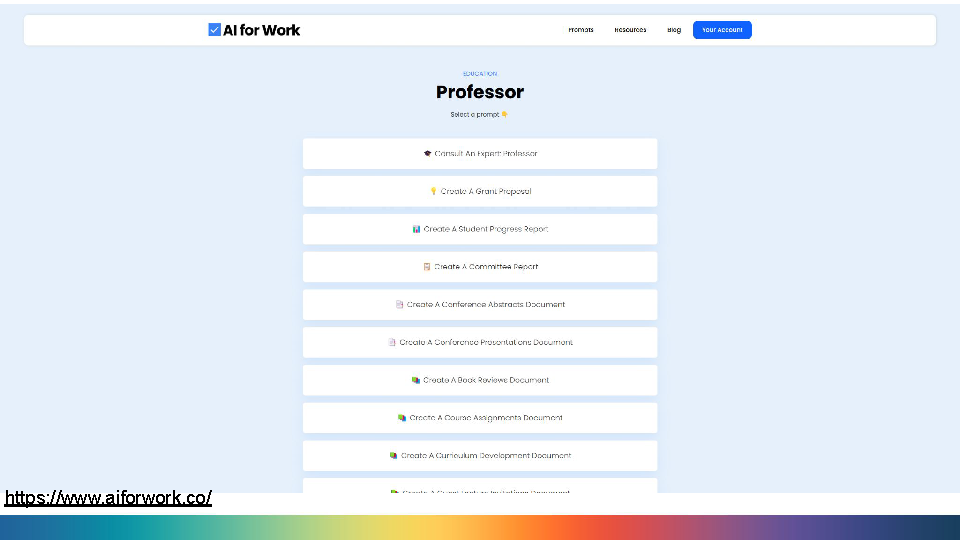 AI for Work
Prompts
Resources
Blog
Your Account
EDUCATION
Professor
Select a prompt 👇
🎓 Consult An Expert Professor
💡 Create A Grant Proposal
📊 Create A Student Progress Report
📋 Create A Committee Report
📄 Create A Conference Abstracts Document
📄 Create A Conference Presentations Document
📚 Create A Book Reviews Document
📚 Create A Course Assignments Document
📚 Create A Curriculum Development Document
https://www.aiforwork.co/